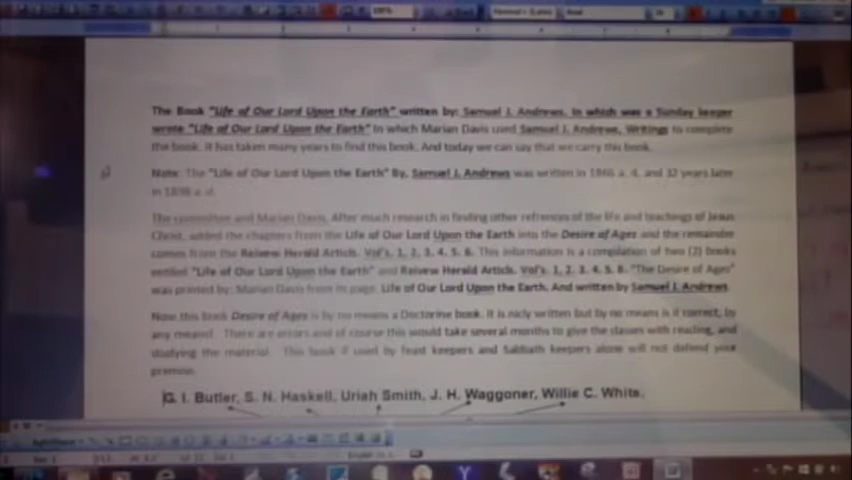 The Book "Life of Our Lord Upon the Earth" written by: Samuel J. Andrews. In which was a Sunday keeper
wrote "Life of Our Lord Upon the Earth" In which Marian Davis used Samuel J. Andrews, Writings to complete
the book. It has taken many years to find this book. And today we can say that we carry this book.
Note: The "Life of Our Lord Upon the Earth" By, Samuel J. Andrews was written in 1866 a. d. and 32 years later
in 1898 a. d.
The committee and Marian Davis, After much research in finding other refrences of the life and teachings of Jesus
Christ, added the chapters from the Life of Our Lord Upon the Earth into the Desire of Ages and the remainder
comes from the Reivew Herald Articls. Vol's. 1, 2, 3, 4, 5, 6. This information is a compilation of two (2) books
entitled "Life of Our Lord Upon the Earth" and Reivew Herald Articls. Vol's. 1, 2, 3, 4, 5, 6. "The Desire of Ages"
was printed by: Marian Davis from its page. Life of Our Lord Upon the Earth. And written by Samuel J. Andrews.
Now this book Desire of Ages is by no means a Doctorine book. It is nicly written but by no means is if correct, by
any means! There are errors and of course this would take several months to give the classes with reading, and
studying the material. This book if used by feast keepers and Sabbath keepers alone will not defend your
premise.
G. I. Butler, S. N. Haskell, Uriah Smith, J. H. Waggoner, Willie C. White.